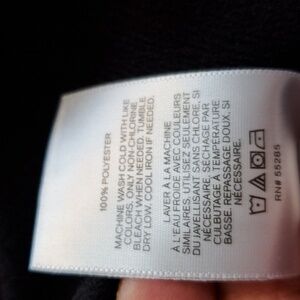 100% POLYESTER
MACHINE WASH COLD WITH LIKE
COLORS, ONLY NON-CHLORINE
BLEACH WHEN NEEDED. TUMBLE
DRY LOW. COOL IRON IF NEEDED.
LAVER À LA MACHINE
À L'EAU FROIDE AVEC COULEURS
SIMILAIRES. UTILISEZ SEULEMENT
DU JAPELLISANT SANS CHLORE, SI
NÉCESSAIRE. SÉCHAGE PAR
CULBUTAGE À TEMPÉRATURE
BASSE. REPASSAGE DOUX, SI
NÉCESSAIRE.
RN# 55285